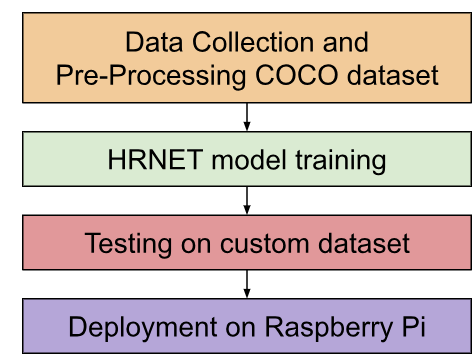 Data Collection and
Pre-Processing COCO dataset
HRNET model training
Testing on custom dataset
Deployment on Raspberry Pi